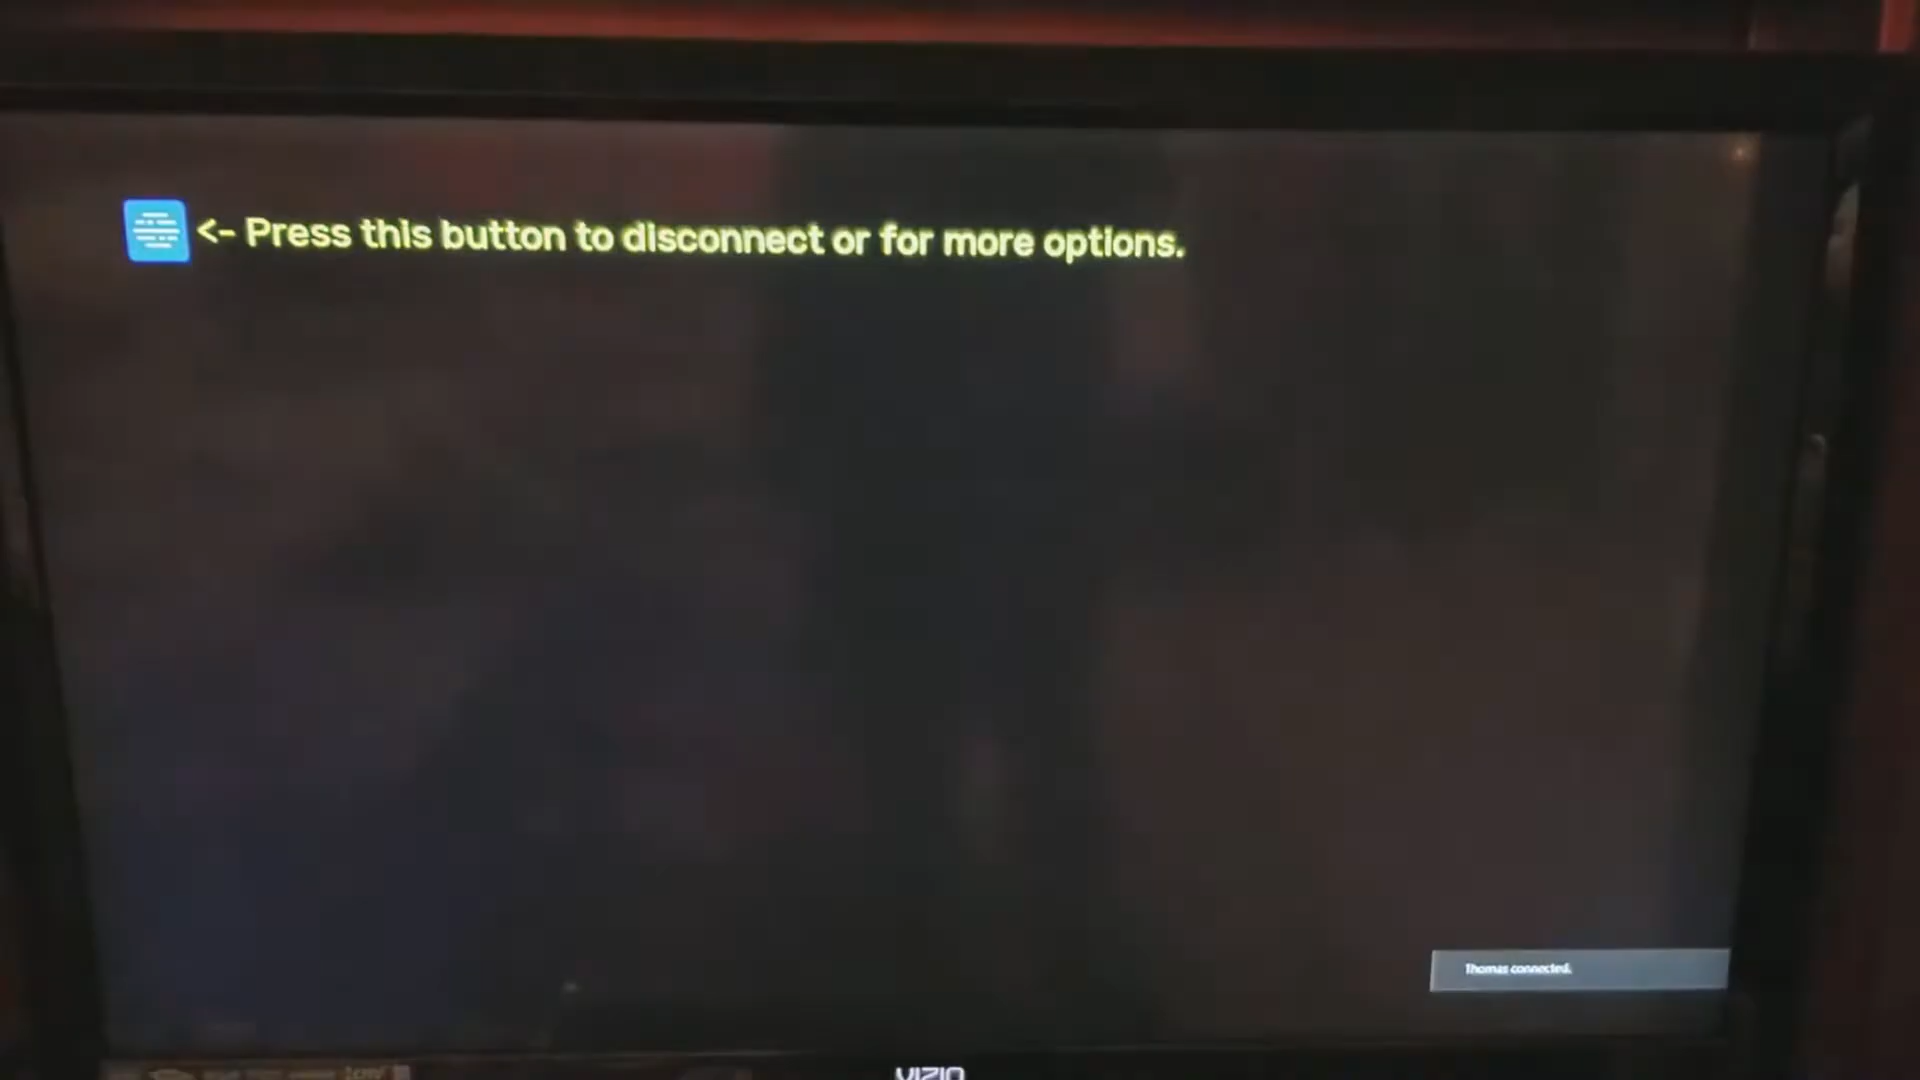 <- Press this button to disconnect or for more options.
Thomas connected.
VIZIO